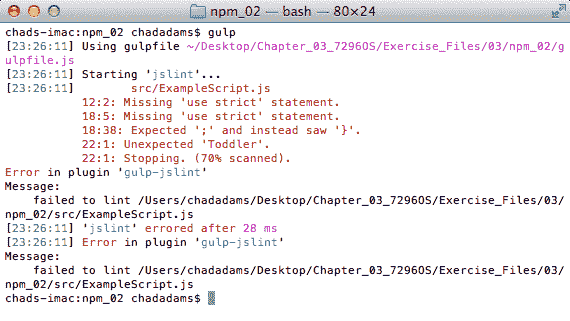 npm_02 — bash — 80×24
chads-imac:npm_02 chadadams$ gulp
[23:26:11] Using gulpfile ~/Desktop/Chapter_03_7296OS/Exercise_Files/03/npm_02/g
ulpfile.js
[23:26:11] Starting 'jslint'...
[23:26:11]        src/ExampleScript.js
12:2: Missing 'use strict' statement.
18:5: Missing 'use strict' statement.
18:38: Expected ';' and instead saw '}'.
22:1: Unexpected 'Toddler'.
22:1: Stopping. (70% scanned).
Error in plugin 'gulp-jslint'
Message:
failed to lint /Users/chadadams/Desktop/Chapter_03_7296OS/Exercise_Files/03/
npm_02/src/ExampleScript.js
[23:26:11] 'jslint' errored after 28 ms
[23:26:11] Error in plugin 'gulp-jslint'
Message:
failed to lint /Users/chadadams/Desktop/Chapter_03_7296OS/Exercise_Files/03/
npm_02/src/ExampleScript.js
chads-imac:npm_02 chadadams$